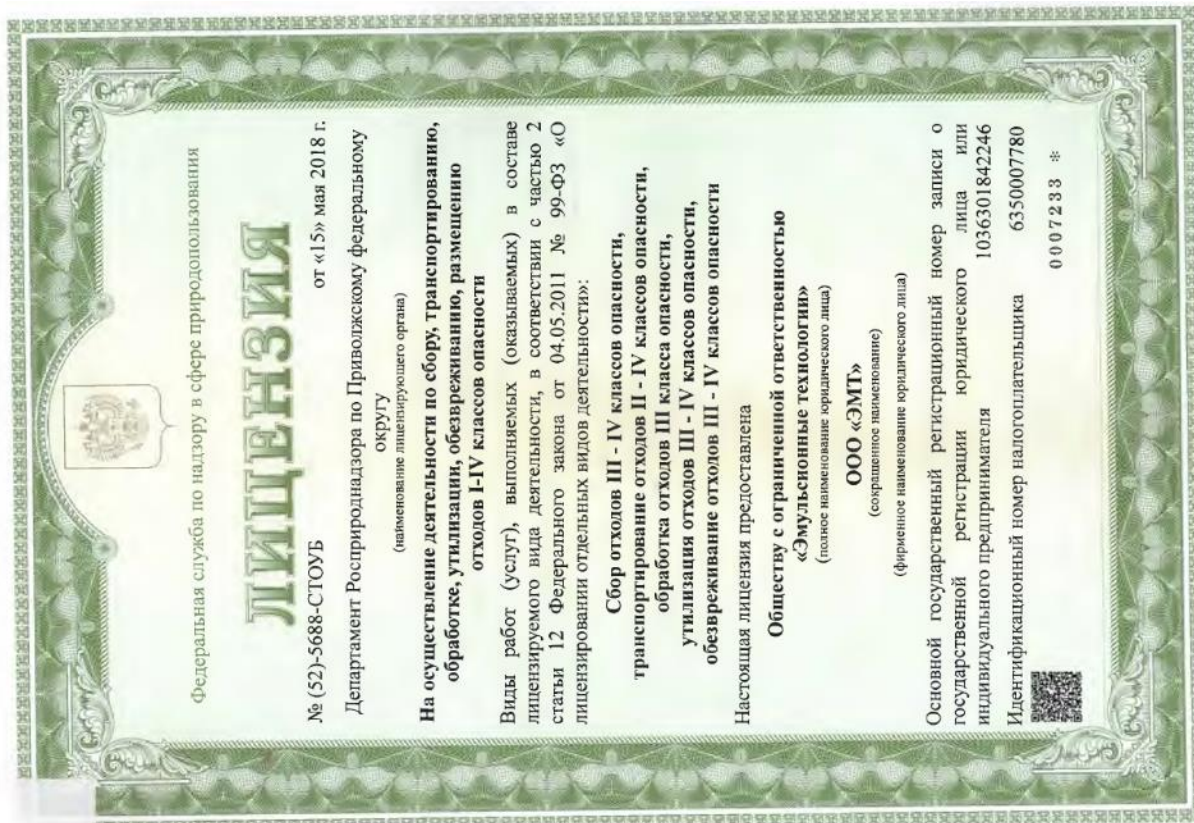 Федеральная служба по надзору в сфере природопользования
ЛИЦЕНЗИЯ
№ (52)-5688-СТОУБ от «15» мая 2018 г.
Департамент Росприроднадзора по Приволжскому федеральному
округу
(наименование лицензирующего органа)
На осуществление деятельности по сбору, транспортированию,
обработке, утилизации, обезвреживанию, размещению
отходов I-IV классов опасности
Виды работ (услуг), выполняемых (оказываемых) в составе
лицензируемого вида деятельности, в соответствии с частью 2
статьи 12 Федерального закона от 04.05.2011 № 99-ФЗ «О
лицензировании отдельных видов деятельности»:
Сбор отходов III - IV классов опасности,
транспортирование отходов II - IV классов опасности,
обработка отходов III класса опасности,
утилизация отходов III - IV классов опасности,
обезвреживание отходов III - IV классов опасности
Настоящая лицензия предоставлена
Обществу с ограниченной ответственностью
«Эмульсионные технологии»
(полное наименование юридического лица)
ООО «ЭМТ»
(сокращенное наименование)
(фирменное наименование юридического лица)
Основной государственный регистрационный номер записи о
государственной регистрации юридического лица или
индивидуального предпринимателя 1036301842246
Идентификационный номер налогоплательщика 6350007780
0007233 *